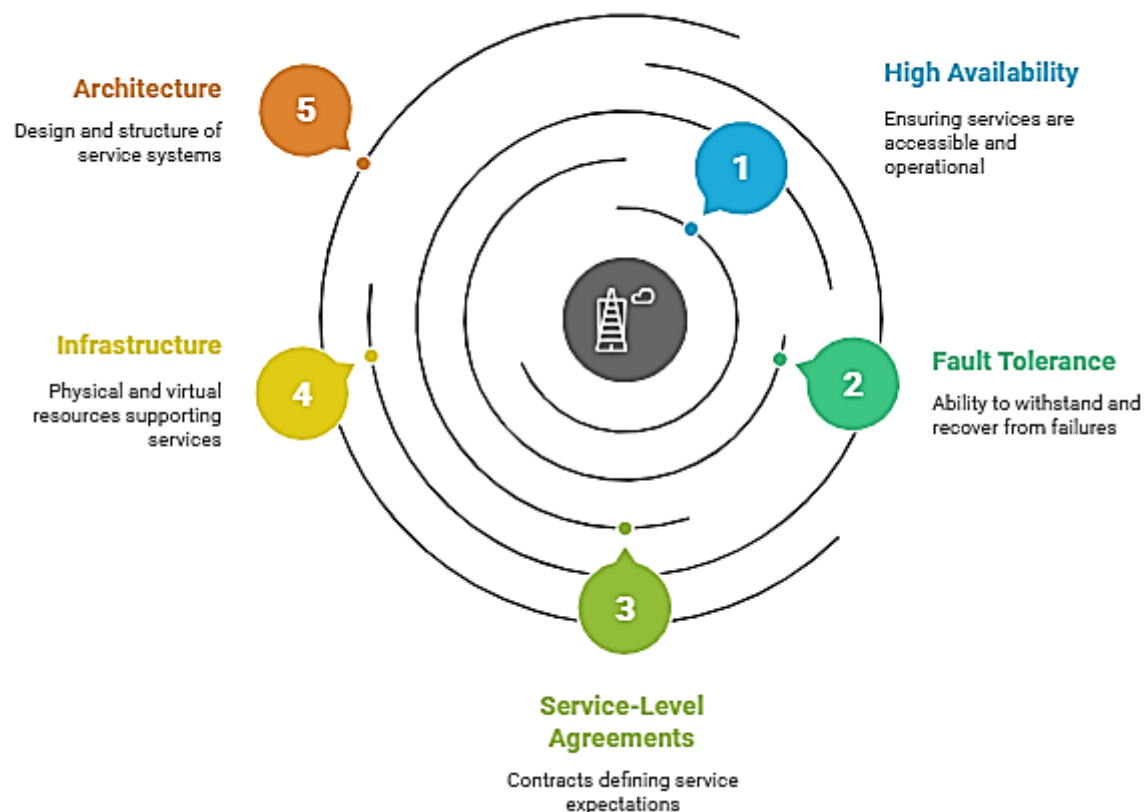 1
High Availability
Ensuring services are
accessible and
operational
2
Fault Tolerance
Ability to withstand and
recover from failures
3
Service-Level
Agreements
Contracts defining service
expectations
4
Infrastructure
Physical and virtual
resources supporting
services
5
Architecture
Design and structure of
service systems